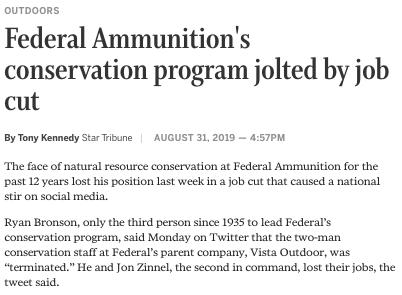 OUTDOORS
Federal Ammunition's
conservation program jolted by job
cut
By Tony Kennedy Star Tribune | AUGUST 31, 2019 — 4:57PM
The face of natural resource conservation at Federal Ammunition for the
past 12 years lost his position last week in a job cut that caused a national
stir on social media.
Ryan Bronson, only the third person since 1935 to lead Federal’s
conservation program, said Monday on Twitter that the two-man
conservation staff at Federal’s parent company, Vista Outdoor, was
“terminated.” He and Jon Zinnel, the second in command, lost their jobs, the
tweet said.